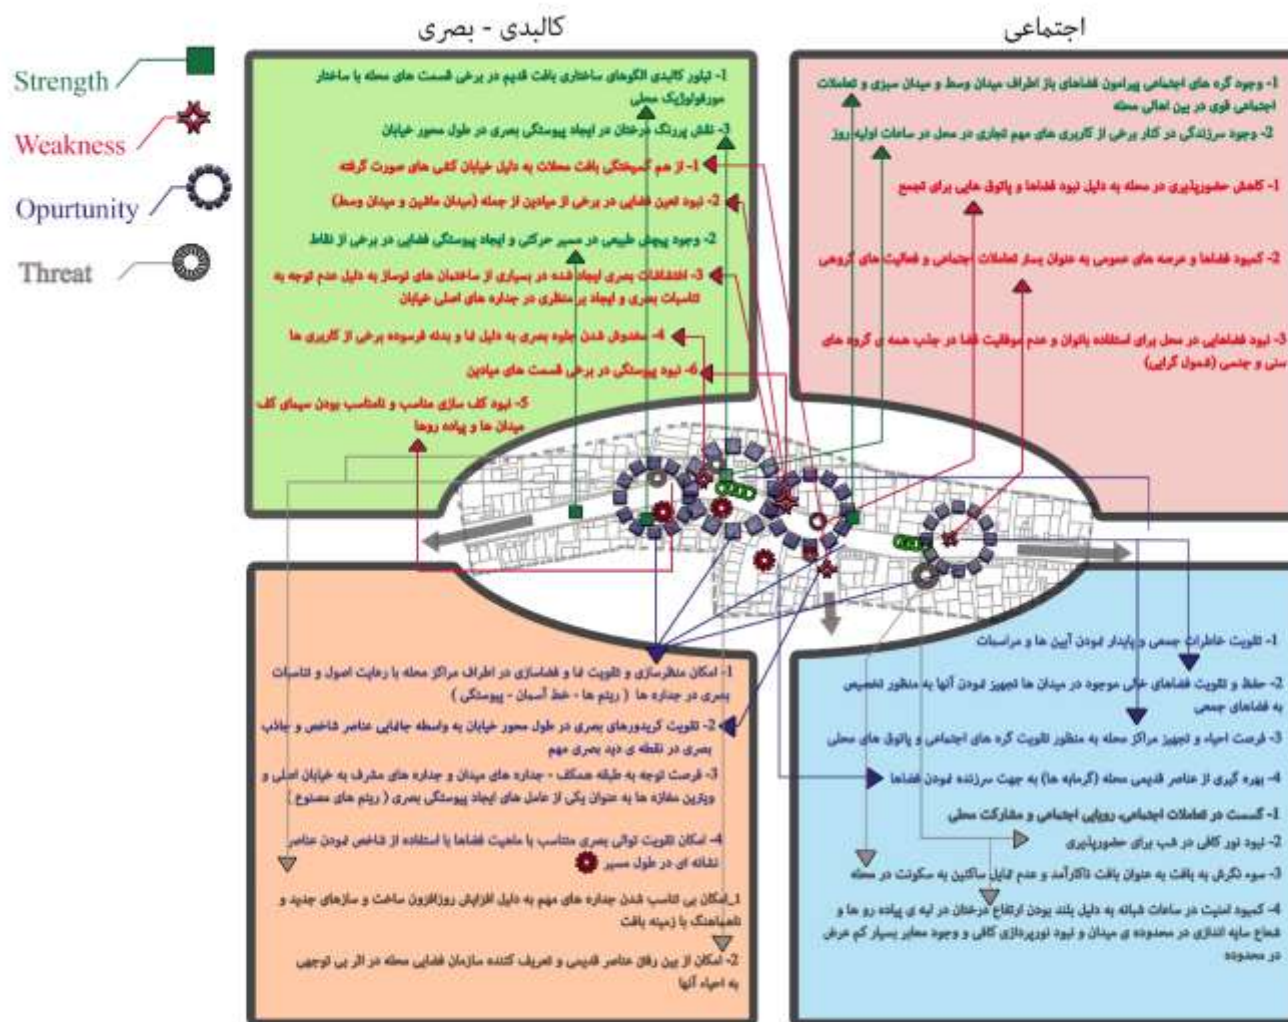 کالبدی - بصری
اجتماعی
Strength
Weakness
Opurtunity
Threat
1- تبلور کالبدی الگوهای ساختاری بافت قدیم در برخی قسمت های محله با ساختار
مورفولوژیک محلی
3- نقش پررنگ درختان در ایجاد پیوستگی بصری در طول محور خیابان
1- از هم گسیختگی بافت محلات به دلیل خیابان کشی های صورت گرفته
2- نبود تعین فضایی در برخی از میادین از جمله (میدان ماشین و میدان وسط)
2- وجود پیچش طبیعی در مسیر حرکتی و ایجاد پیوستگی فضایی در برخی از نقاط
3- اغتشاشات بصری ایجاد شده در بسیاری از ساختمان های نوساز به دلیل عدم توجه به
تناسبات بصری و ایجاد بر منظری در جداره های اصلی خیابان
4- مغدوش شدن جلوه بصری به دلیل نما و بدنه فرسوده برخی از کاربری ها
6- نبود پیوستگی در برخی قسمت های میادین
5- نبود کف سازی مناسب و نامناسب بودن سیمای کف
میدان ها و پیاده روها
1- وجود گره های اجتماعی پیرامون فضاهای باز اطراف میدان وسط و میدان سبزی و تعاملات
اجتماعی قوی در بین اهالی محله
2- وجود سرزندگی در کنار برخی از کاربری های مهم تجاری در محل در ساعات اولیه روز
1- کاهش حضورپذیری در محله به دلیل نبود فضاها و پاتوق هایی برای تجمع
2- کمبود فضاها و عرصه های عمومی به عنوان بستر تعاملات اجتماعی و فعالیت های گروهی
3- نبود فضاهایی در محل برای استفاده بانوان و عدم موفقیت فضا در جذب همه ی گروه های
سنی و جنسی (شمول گرایی)
1- امکان منظرسازی و تقویت نما و فضاسازی در اطراف مراکز محله با رعایت اصول و تناسبات
بصری در جداره ها ( ریتم ها - خط آسمان - پیوستگی )
2- تقویت کریدورهای بصری در طول محور خیابان به واسطه جانمایی عناصر شاخص و جاذب
بصری در نقطه ی دید بصری مهم
3- فرصت توجه به طبقه همکف - جداره های میدان و جداره های مشرف به خیابان اصلی و
ویترین مغازه ها به عنوان یکی از عامل های ایجاد پیوستگی بصری ( ریتم های مصنوع )
4- امکان تقویت توالی بصری متناسب با ماهیت فضاها با استفاده از شاخص نمودن عناصر
نشانه ای در طول مسیر
1_امکان بی تناسب شدن جداره های مهم به دلیل افزایش روزافزون ساخت و سازهای جدید و
ناهماهنگ با زمینه بافت
2- امکان از بین رفتن عناصر قدیمی و تعریف کننده سازمان فضایی محله در اثر بی توجهی
به احیاء آنها
1- تقویت خاطرات جمعی و پایدار نمودن آیین ها و مراسمات
2- حفظ و تقویت فضاهای خالی موجود در میدان ها تجهیز نمودن آنها به منظور تخصیص
به فضاهای جمعی
3- فرصت احیاء و تجهیز مراکز محله به منظور تقویت گره های اجتماعی و پاتوق های محلی
4- بهره گیری از عناصر قدیمی محله (گرمابه ها) به جهت سرزنده نمودن فضاها
1- گسست در تعاملات اجتماعی، رویایی اجتماعی و مشارکت محلی
2- نبود نور کافی در شب برای حضورپذیری
3- سوء نگرش به بافت به عنوان بافت ناکارآمد و عدم تمایل ساکنین به سکونت در محله
4- کمبود امنیت در ساعات شبانه به دلیل بلند بودن ارتفاع درختان در لبه ی پیاده رو ها و
شعاع سایه اندازی در محدوده ی میدان و نبود نورپردازی کافی و وجود معابر بسیار کم عرض
در محدوده